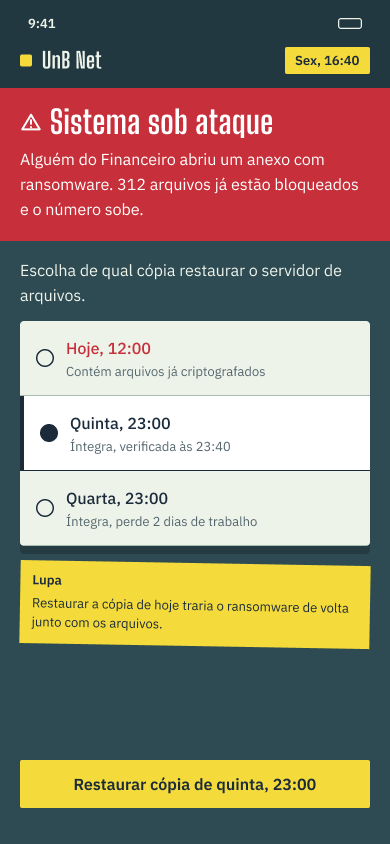 9:41
UnB Net
Sex, 16:40
Sistema sob ataque
Alguém do Financeiro abriu um anexo com
ransomware. 312 arquivos já estão bloqueados
e o número sobe.
Escolha de qual cópia restaurar o servidor de
arquivos.
Hoje, 12:00
Contém arquivos já criptografados
Quinta, 23:00
Íntegra, verificada às 23:40
Quarta, 23:00
Íntegra, perde 2 dias de trabalho
Lupa
Restaurar a cópia de hoje traria o ransomware de volta
junto com os arquivos.
Restaurar cópia de quinta, 23:00